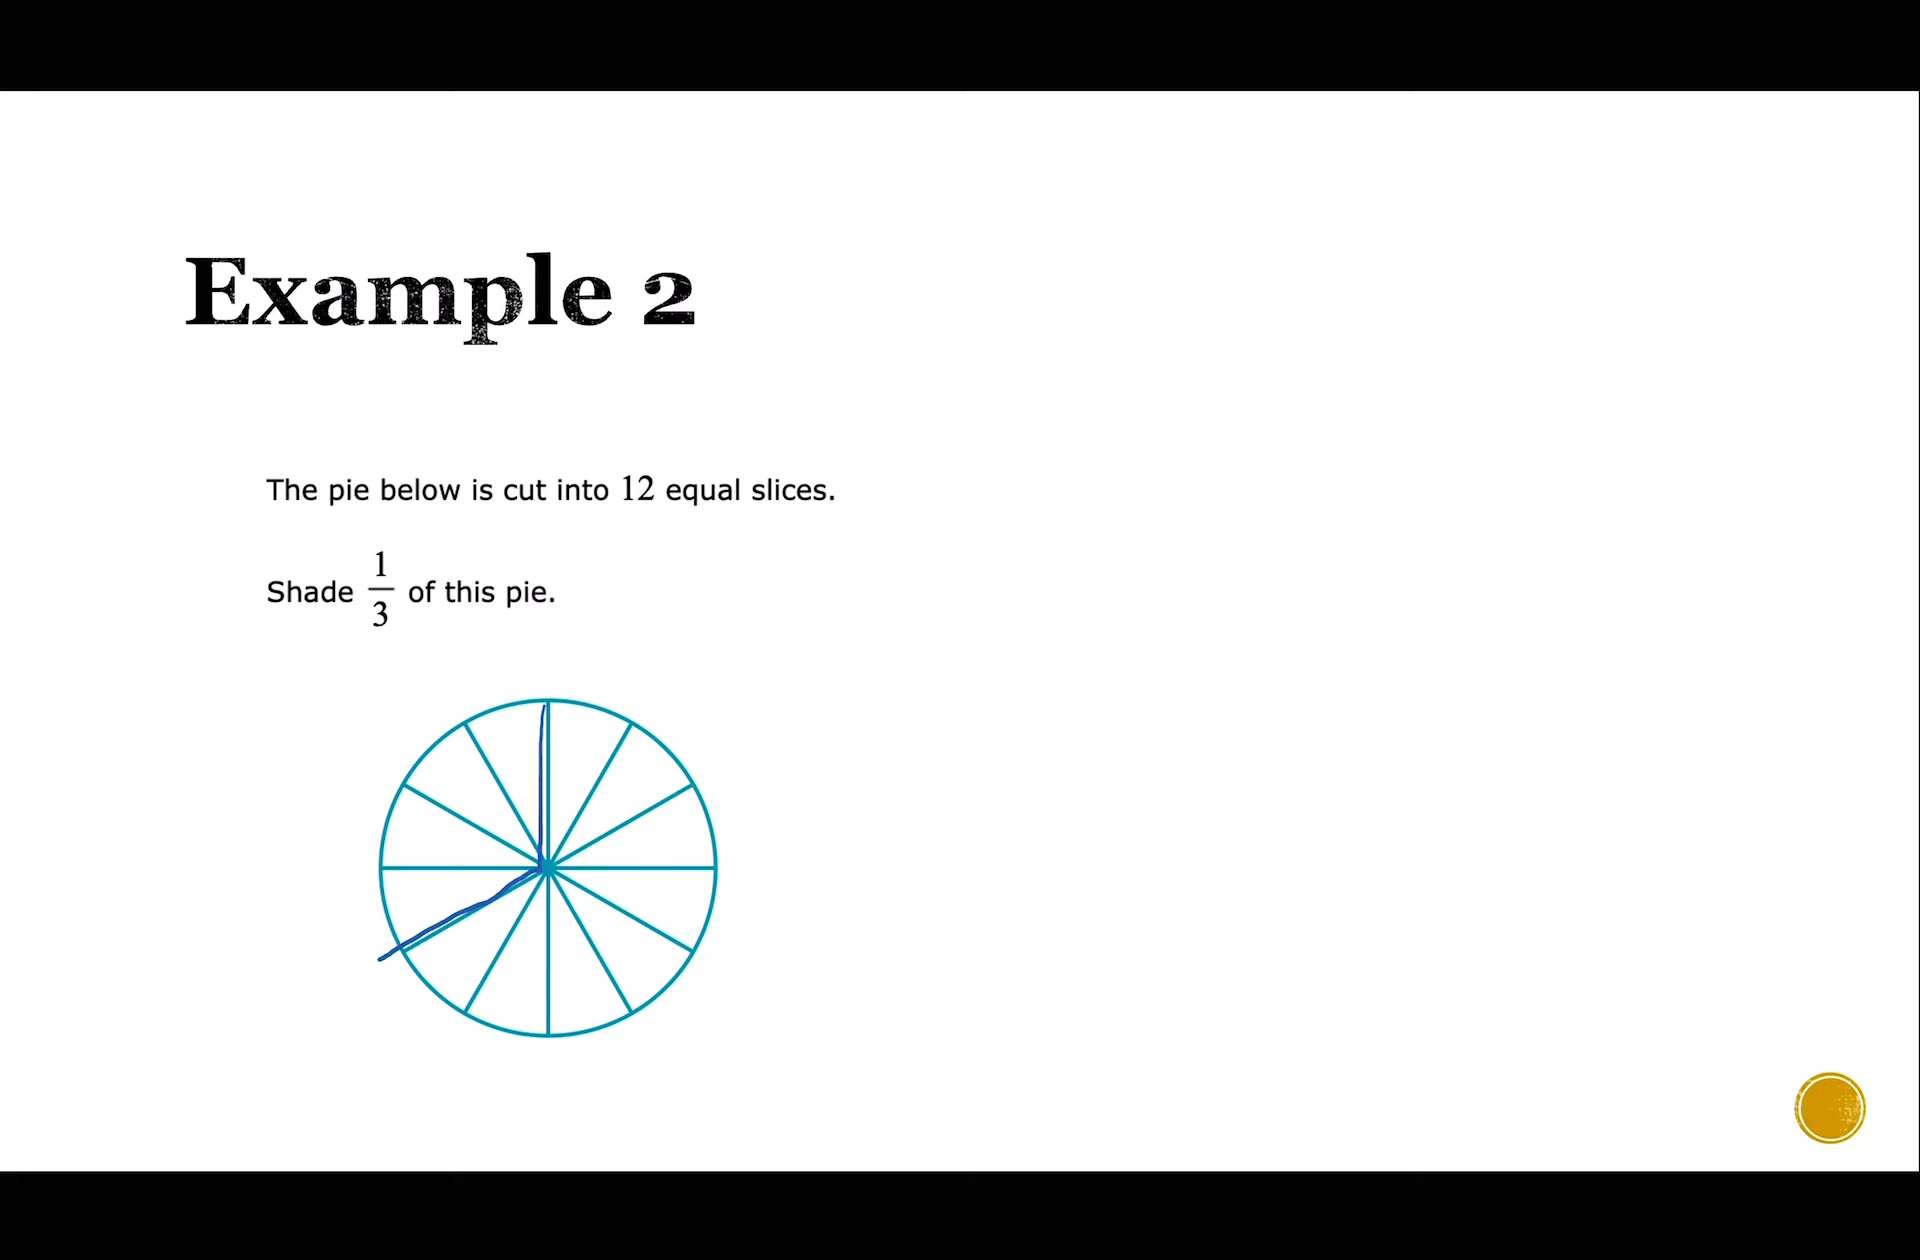 Example 2
The pie below is cut into 12 equal slices.
Shade 1/3 of this pie.